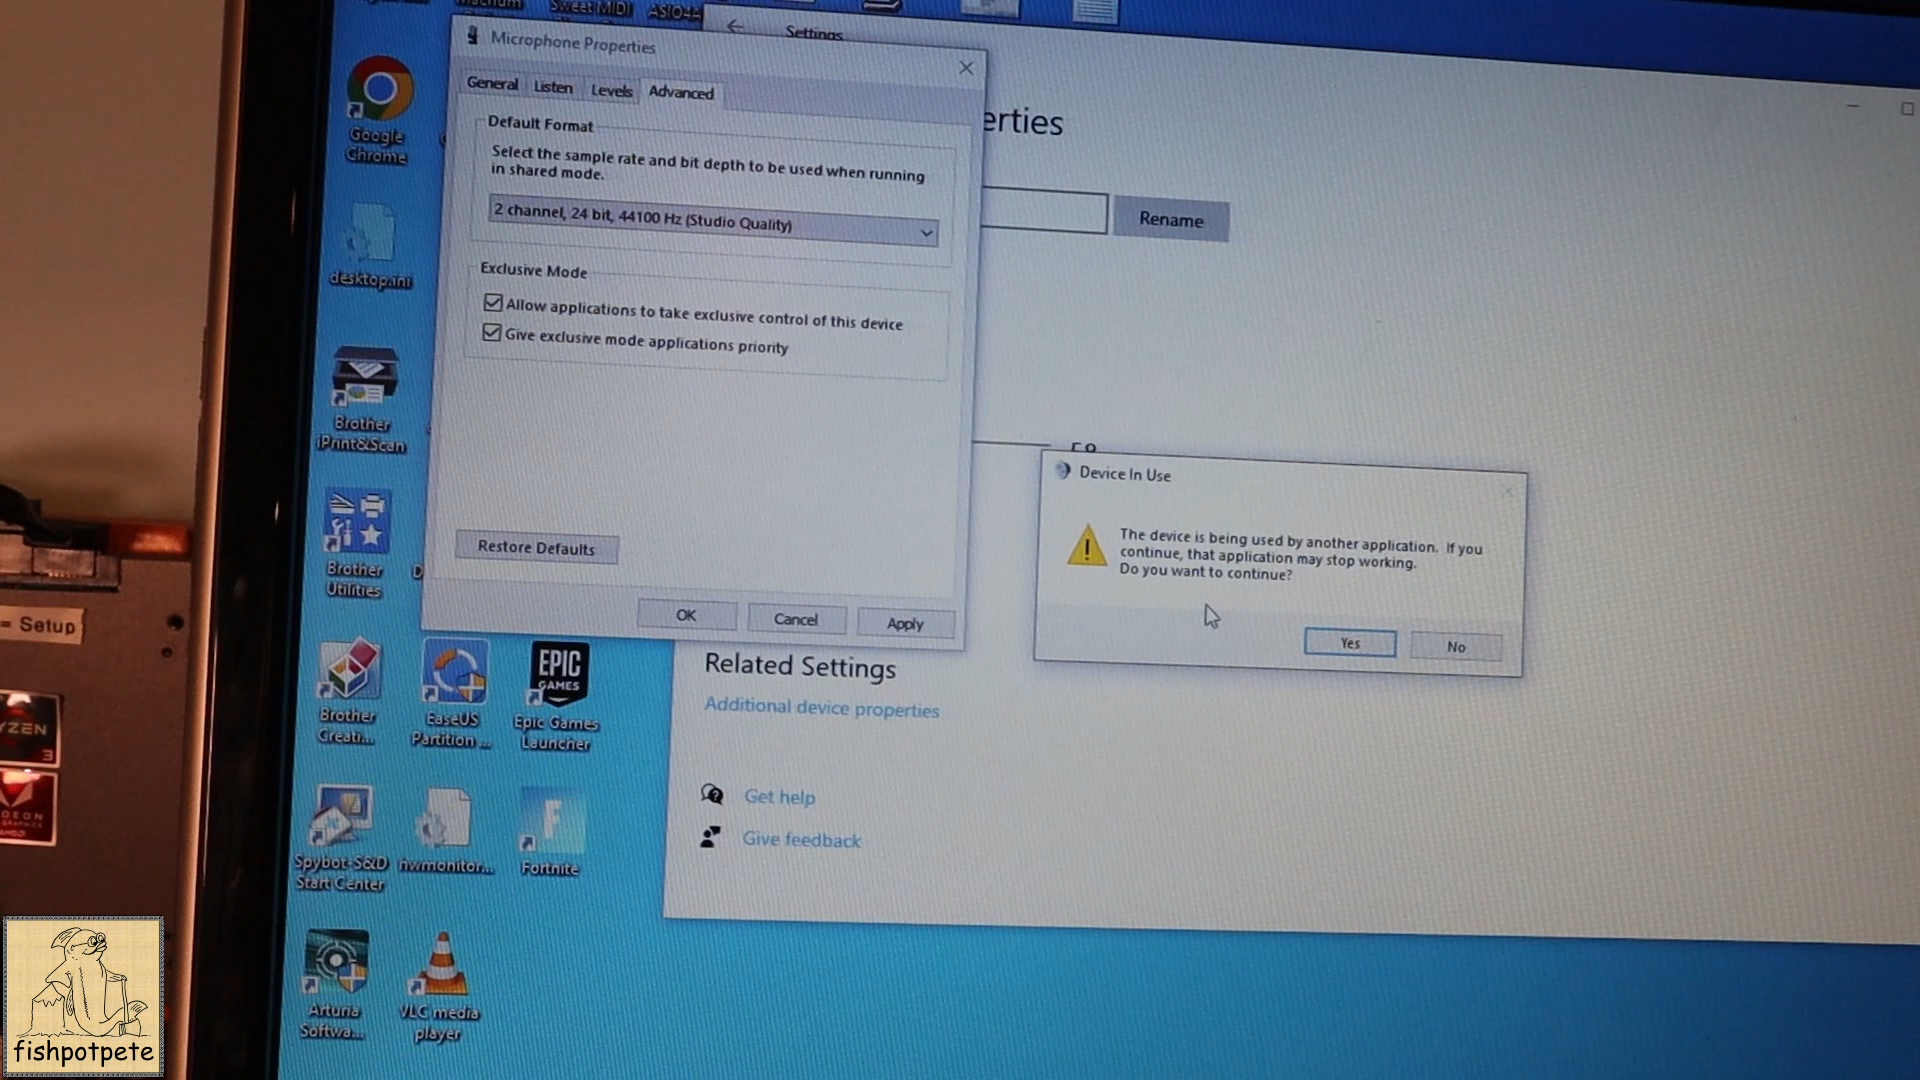 Sweet MIDI
Settings
Microphone Properties
General
Listen
Levels
Advanced
Default Format
Select the sample rate and bit depth to be used when running
in shared mode.
2 channel, 24 bit, 44100 Hz (Studio Quality)
Exclusive Mode
Allow applications to take exclusive control of this device
Give exclusive mode applications priority
Restore Defaults
OK
Cancel
Apply
erties
Rename
Device In Use
The device is being used by another application. If you
continue, that application may stop working.
Do you want to continue?
Yes
No
Related Settings
Additional device properties
Get help
Give feedback
Google
Chrome
desktop.ini
Brother
iPrint&Scan
Brother
Utilities
Brother
Creati...
EaseUS
Partition ...
EPIC
GAMES
Epic Games
Launcher
Spybot-S&D
Start Center
hwmonitor...
F
Fortnite
Arturia
Softwa...
VLC media
player
= Setup
YZEN
3
DEON
fishpotpete